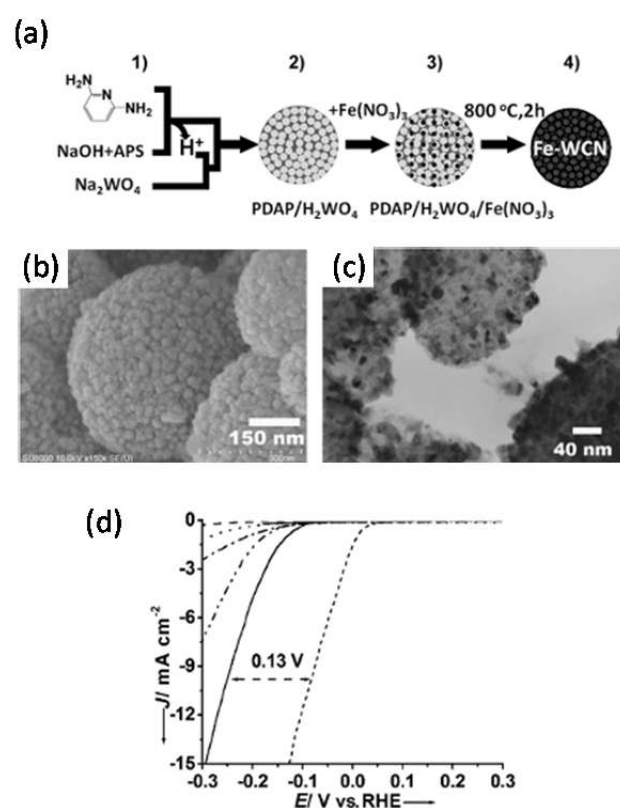 (a)
1) 2) 3) 4)
H₂N N NH₂
+Fe(NO₃)₃ 800 °C,2h
NaOH+APS H⁺ Fe-WCN
Na₂WO₄
PDAP/H₂WO₄ PDAP/H₂WO₄/Fe(NO₃)₃
(b) (c)
150 nm 40 nm
(d)
0
-3
-6
-9
-12
-15
J/ mA cm⁻²
0.13 V
-0.3 -0.2 -0.1 0.0 0.1 0.2 0.3
E/ V vs. RHE